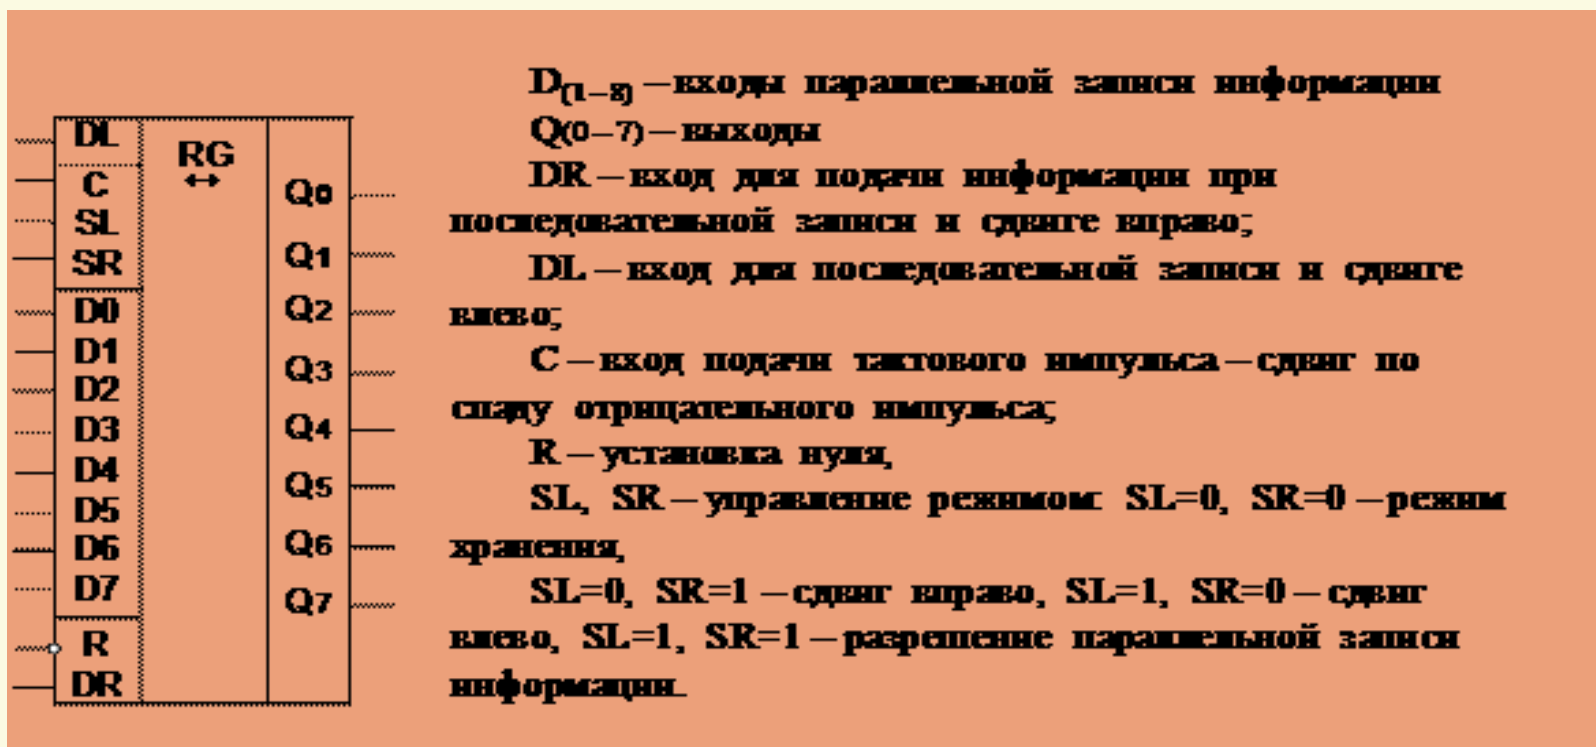 DL
C
SL
SR
D0
D1
D2
D3
D4
D5
D6
D7
R
DR
RG
↔
Q0
Q1
Q2
Q3
Q4
Q5
Q6
Q7
D(1–8) – входы параллельной записи информации
Q(0–7) – выходы
DR – вход для подачи информации при
последовательной записи и сдвиге вправо;
DL – вход для последовательной записи и сдвиге
влево;
C – вход подачи тактового импульса – сдвиг по
спаду отрицательного импульса;
R – установка нуля,
SL, SR – управление режимом: SL=0, SR=0 – режим
хранения,
SL=0, SR=1 – сдвиг вправо, SL=1, SR=0 – сдвиг
влево, SL=1, SR=1 – разрешение параллельной записи
информации.